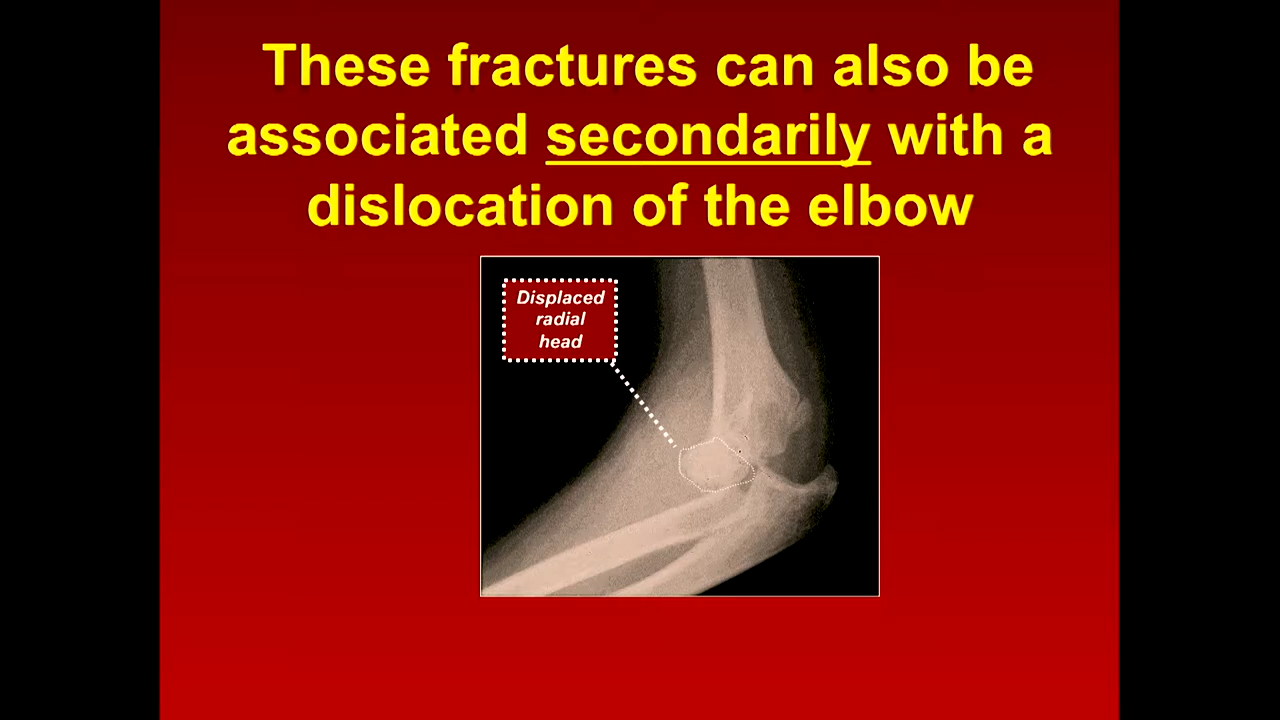 These fractures can also be
associated secondarily with a
dislocation of the elbow
Displaced
radial
head